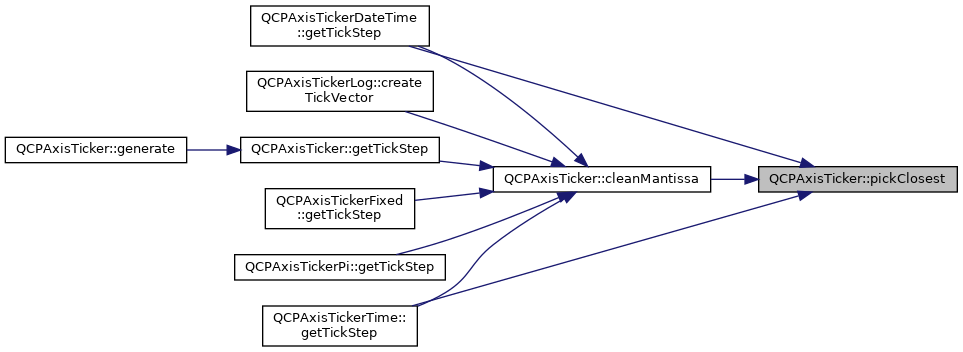 QCPAxisTickerDateTime
::getTickStep
QCPAxisTickerLog::create
TickVector
QCPAxisTicker::generate
QCPAxisTicker::getTickStep
QCPAxisTicker::cleanMantissa
QCPAxisTicker::pickClosest
QCPAxisTickerFixed
::getTickStep
QCPAxisTickerPi::getTickStep
QCPAxisTickerTime::
getTickStep